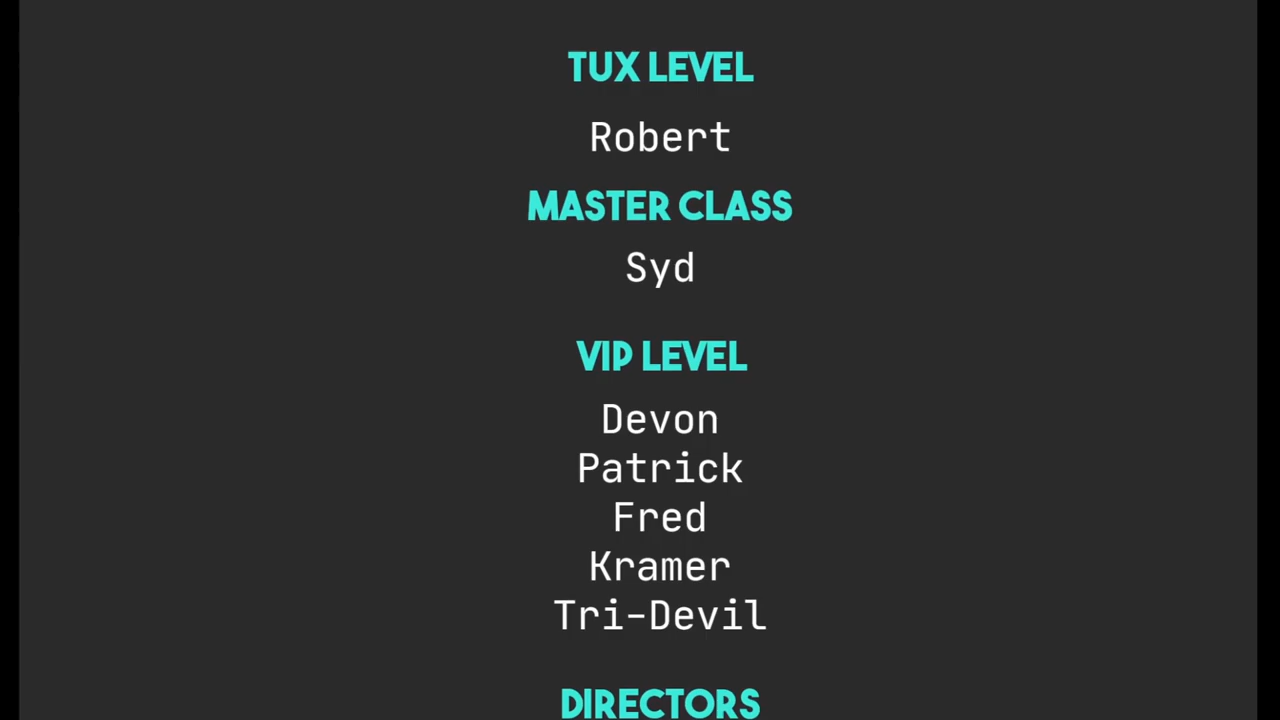 TUX LEVEL
Robert
MASTER CLASS
Syd
VIP LEVEL
Devon
Patrick
Fred
Kramer
Tri-Devil
DIRECTORS